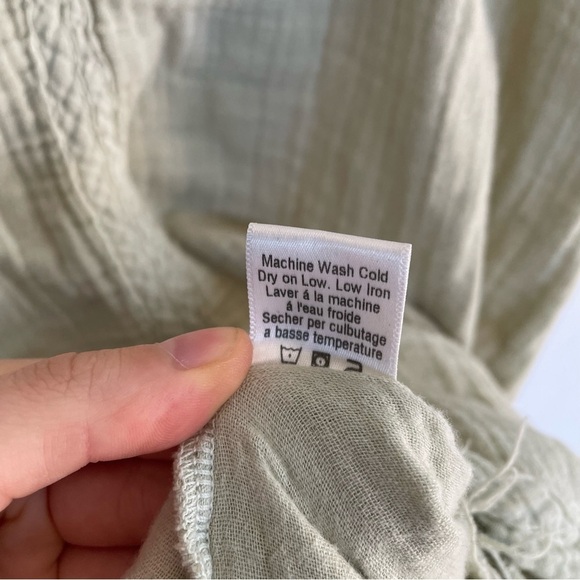 Machine Wash Cold
Dry on Low. Low Iron
Laver á la machine
á l'eau froide
Secher per culbutage
a basse temperature